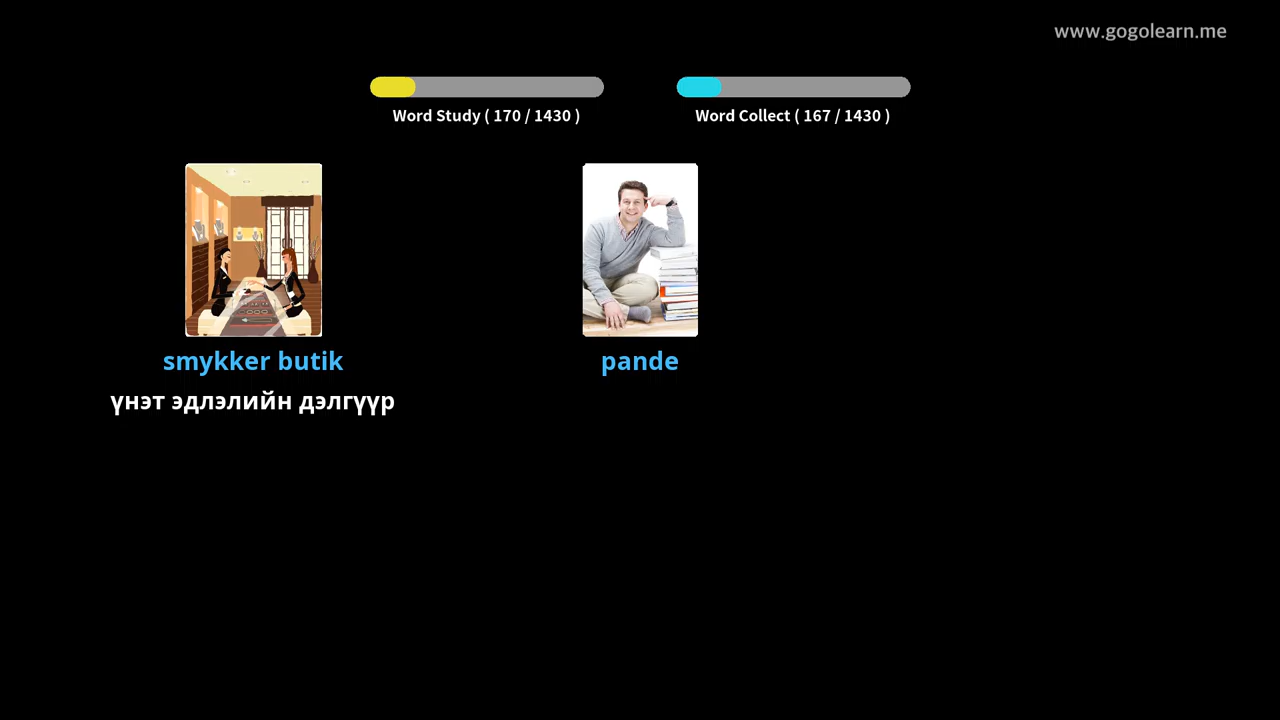 www.gogolearn.me
Word Study ( 170 / 1430 )
Word Collect ( 167 / 1430 )
smykker butik
үнэт эдлэлийн дэлгүүр
pande